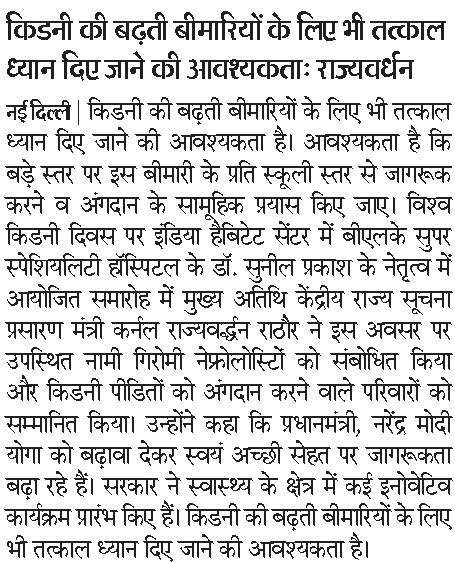 किडनी की बढ़ती बीमारियों के लिए भी तत्काल
ध्यान दिए जाने की आवश्यकताः राज्यवर्धन
नई दिल्ली | किडनी की बढ़ती बीमारियों के लिए भी तत्काल
ध्यान दिए जाने की आवश्यकता है। आवश्यकता है कि
बड़े स्तर पर इस बीमारी के प्रति स्कूली स्तर से जागरूक
करने व अंगदान के सामूहिक प्रयास किए जाए। विश्व
किडनी दिवस पर इंडिया हैबिटेट सेंटर में बीएलके सुपर
स्पेशियलिटी हॉस्पिटल के डॉ. सुनील प्रकाश के नेतृत्व में
आयोजित समारोह में मुख्य अतिथि केंद्रीय राज्य सूचना
प्रसारण मंत्री कर्नल राज्यवर्द्धन राठौर ने इस अवसर पर
उपस्थित नामी गिरोमी नेफ्रोलोस्टिों को संबोधित किया
और किडनी पीडितों को अंगदान करने वाले परिवारों को
सम्मानित किया। उन्होंने कहा कि प्रधानमंत्री, नरेंद्र मोदी
योगा को बढ़ावा देकर स्वयं अच्छी सेहत पर जागरूकता
बढ़ा रहे हैं। सरकार ने स्वास्थ्य के क्षेत्र में कई इनोवेटिव
कार्यक्रम प्रारंभ किए हैं। किडनी की बढ़ती बीमारियों के लिए
भी तत्काल ध्यान दिए जाने की आवश्यकता है।